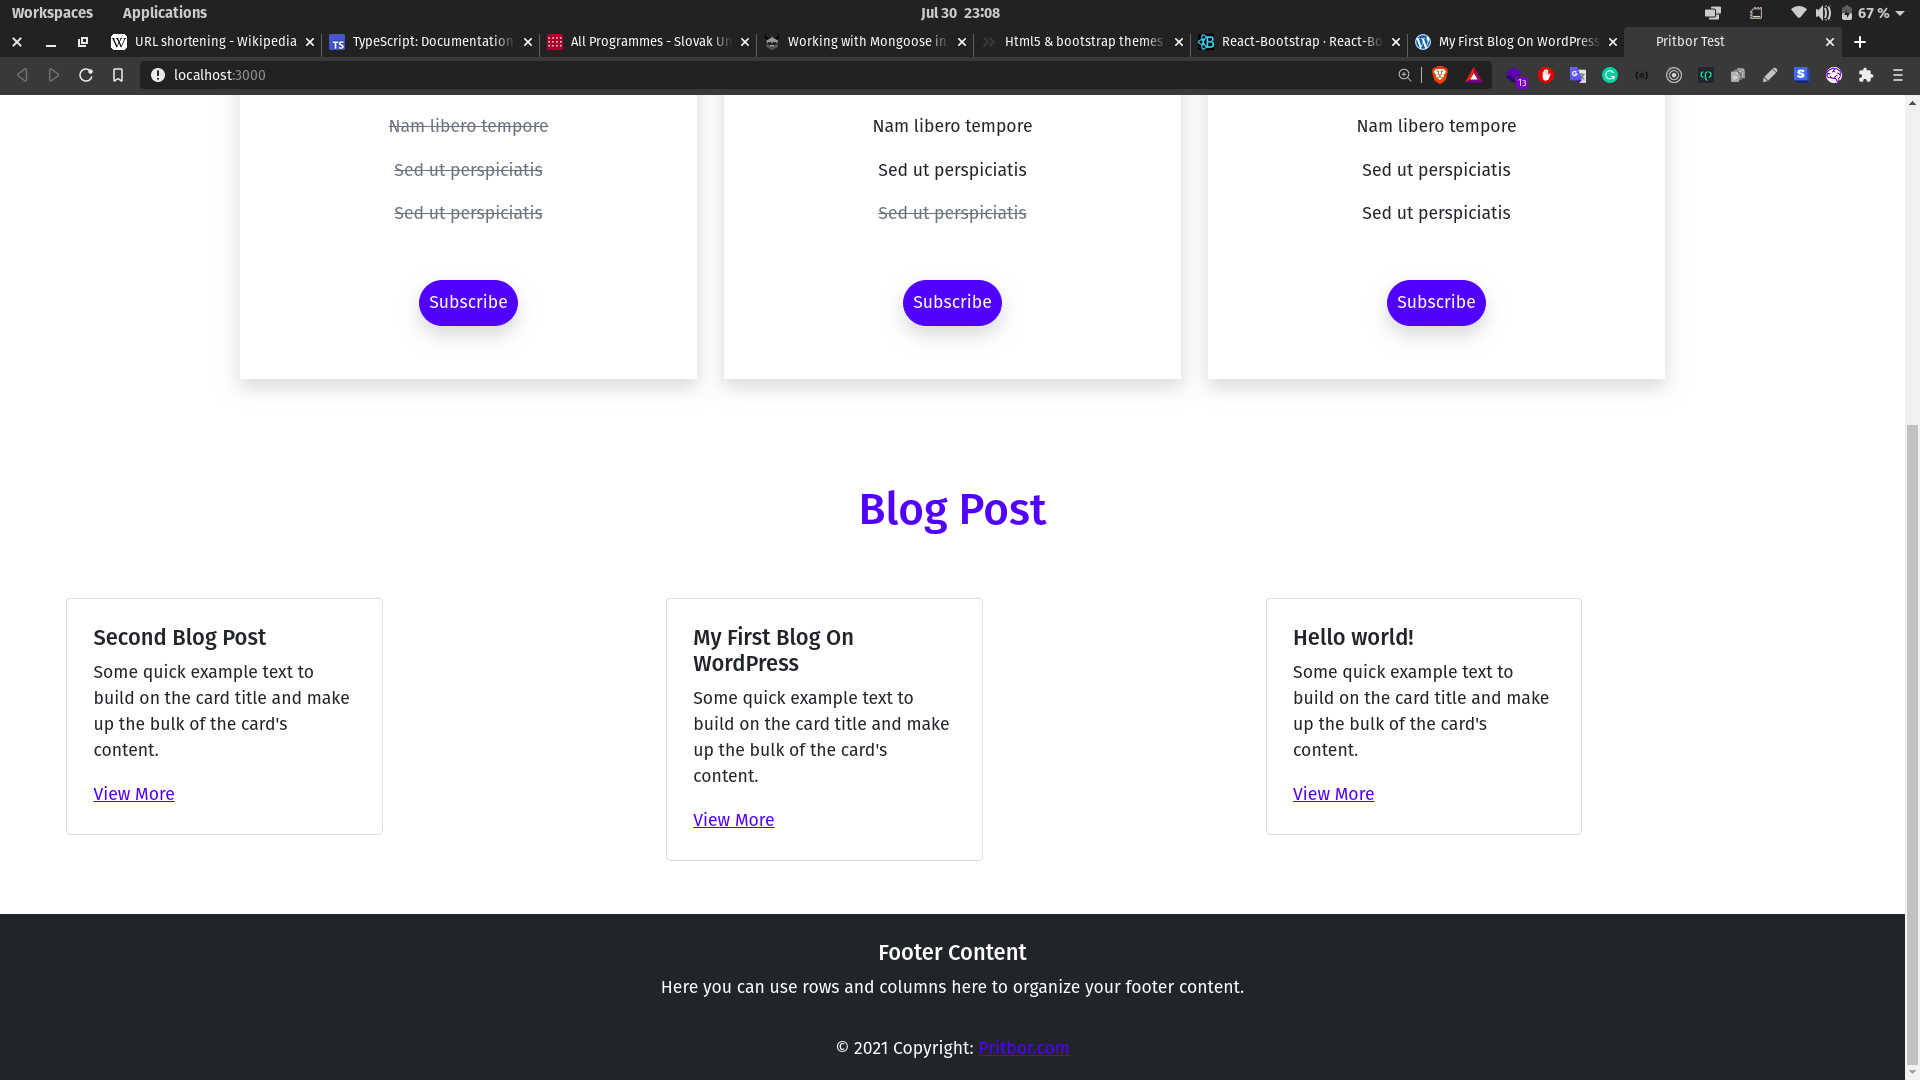 Workspaces Applications Jul 30 23:08 67 %
URL shortening - Wikipedia TypeScript: Documentation All Programmes - Slovak Un Working with Mongoose in Html5 & bootstrap themes React-Bootstrap · React-Bo My First Blog On WordPress Pritbor Test
localhost:3000 13
Nam libero tempore Nam libero tempore Nam libero tempore
Sed ut perspiciatis Sed ut perspiciatis Sed ut perspiciatis
Sed ut perspiciatis Sed ut perspiciatis Sed ut perspiciatis
Subscribe Subscribe Subscribe
Blog Post
Second Blog Post
Some quick example text to
build on the card title and make
up the bulk of the card's
content.
View More
My First Blog On
WordPress
Some quick example text to
build on the card title and make
up the bulk of the card's
content.
View More
Hello world!
Some quick example text to
build on the card title and make
up the bulk of the card's
content.
View More
Footer Content
Here you can use rows and columns here to organize your footer content.
© 2021 Copyright: Pritbor.com